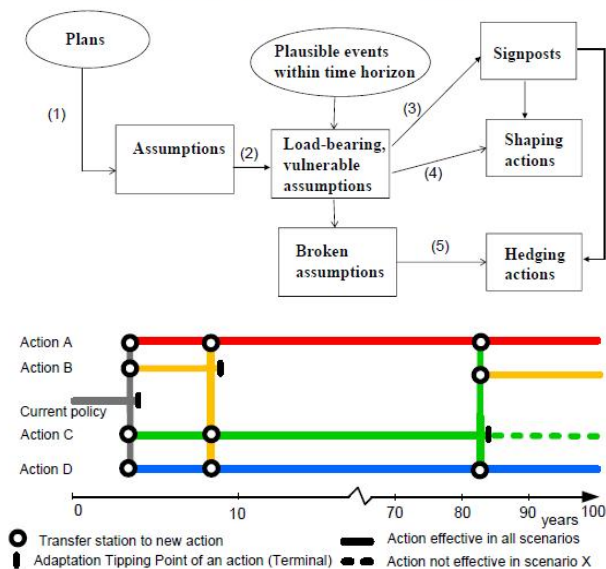 Plans
Plausible events
within time horizon
Signposts
(1)
(3)
Assumptions
(2)
Load-bearing,
vulnerable
assumptions
(4)
Shaping
actions
Broken
assumptions
(5)
Hedging
actions
Action A
Action B
Current policy
Action C
Action D
0
10
70
80
90
100
years
Transfer station to new action
Action effective in all scenarios
Adaptation Tipping Point of an action (Terminal)
Action not effective in scenario X